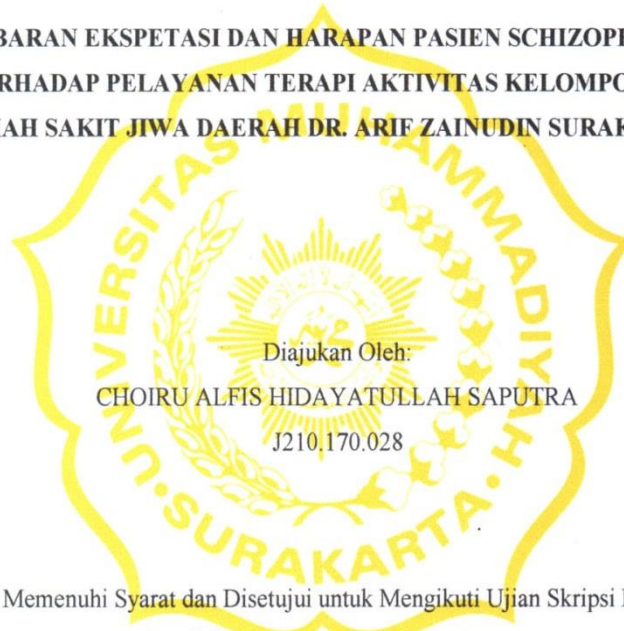 BARAN EKSPETASI DAN HARAPAN PASIEN SCHIZOP
RHADAP PELAYANAN TERAPI AKTIVITAS KELOMPO
AH SAKIT JIWA DAERAH DR. ARIF ZAINUDIN SURAK
UNIVERSITAS MUHAMMADIYAH
Diajukan Oleh:
CHOIRU ALFIS HIDAYATULLAH SAPUTRA
J210.170.028
SURAKARTA
Memenuhi Syarat dan Disetujui untuk Mengikuti Ujian Skripsi